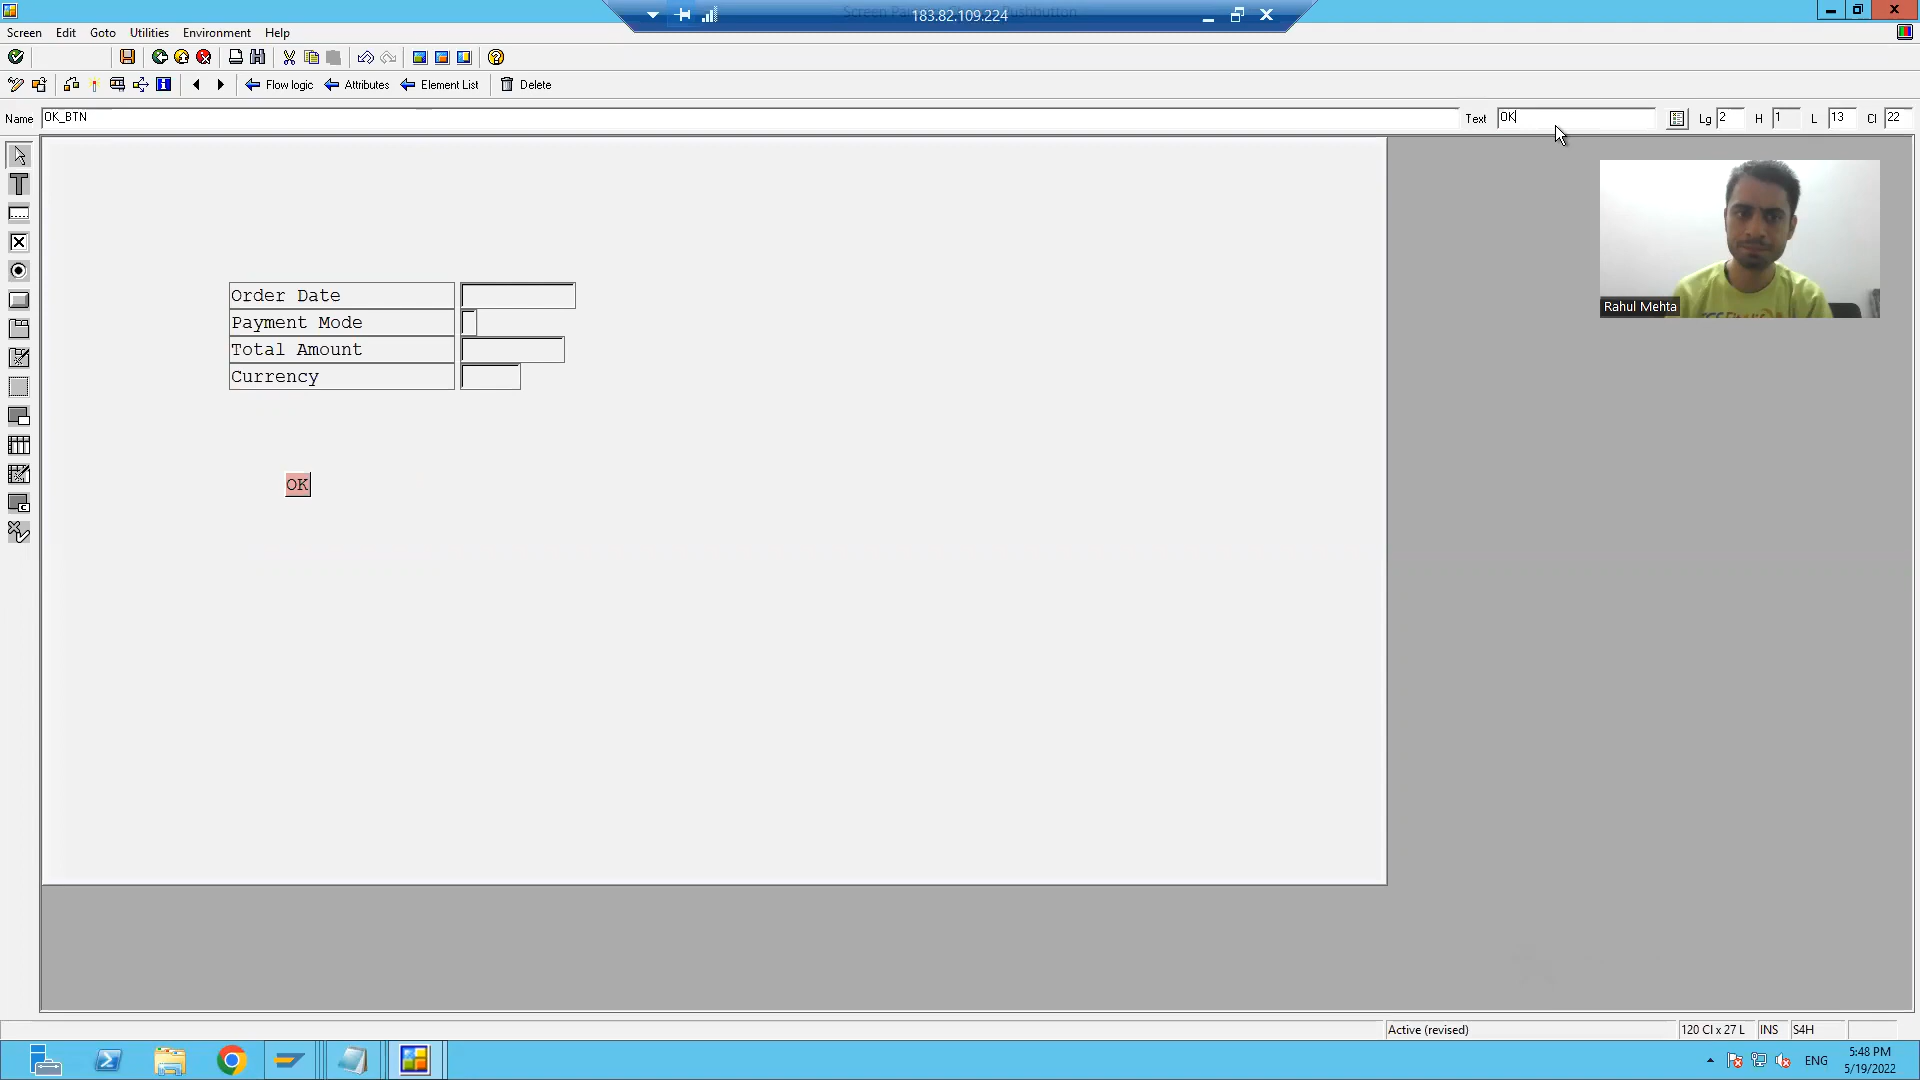 183.82.109.224
Screen Edit Goto Utilities Environment Help
Flow logic Attributes Element List Delete
Name OK_BTN Text OK Lg 2 H 1 L 13 Cl 22
Order Date
Payment Mode
Total Amount
Currency
OK
Rahul Mehta
Active (revised) 120 Cl x 27 L INS S4H
ENG
5:48 PM
5/19/2022